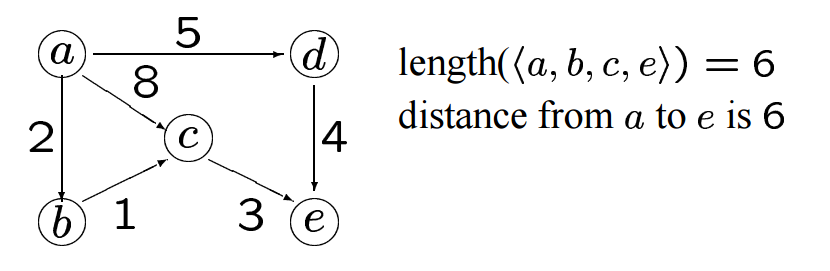 a 5 d
8
2 c 4
b 1 3 e
length(⟨a, b, c, e⟩) = 6
distance from a to e is 6